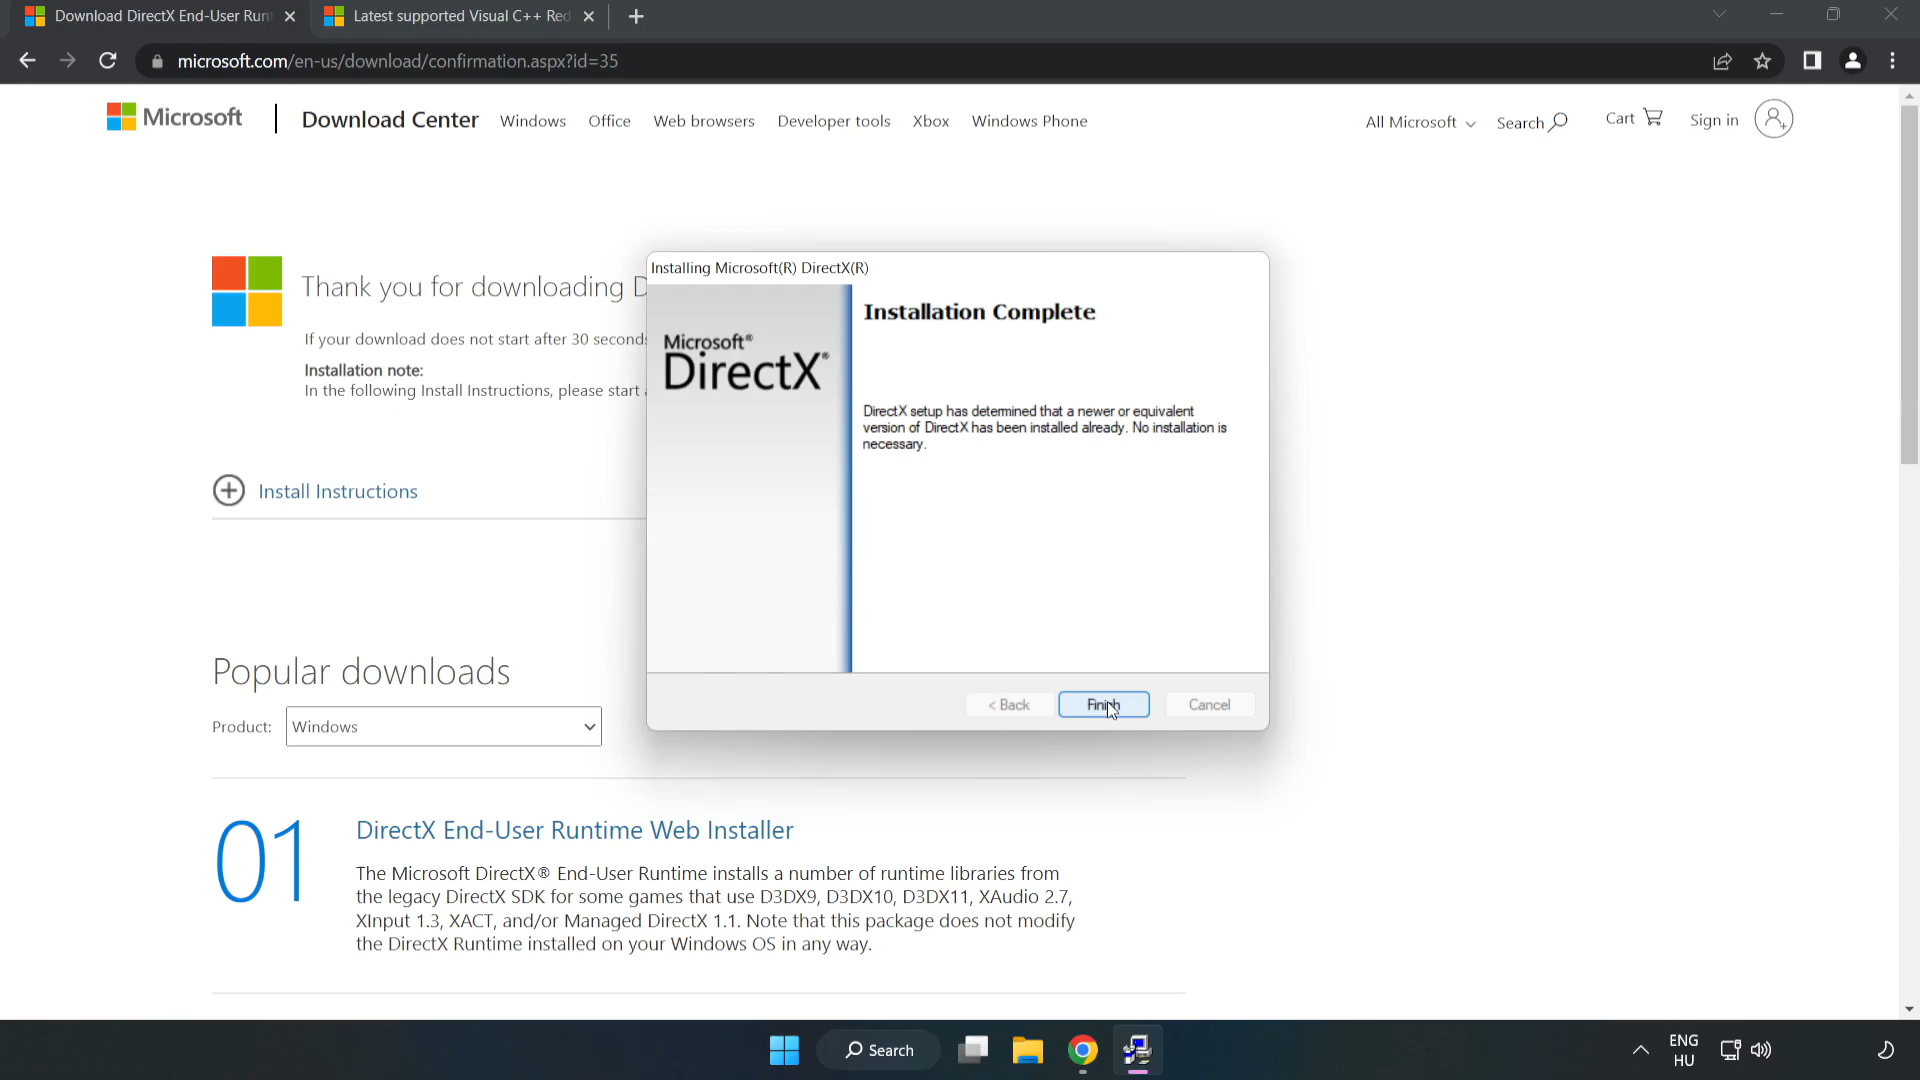 Download DirectX End-User Runt
Latest supported Visual C++ Red
microsoft.com/en-us/download/confirmation.aspx?id=35
Microsoft
Download Center
Windows
Office
Web browsers
Developer tools
Xbox
Windows Phone
All Microsoft
Search
Cart
Sign in
Thank you for downloading D
If your download does not start after 30 seconds
Installation note:
In the following Install Instructions, please start a
Install Instructions
Installing Microsoft(R) DirectX(R)
Microsoft®
DirectX®
Installation Complete
DirectX setup has determined that a newer or equivalent
version of DirectX has been installed already. No installation is
necessary.
< Back
Finish
Cancel
Popular downloads
Product:
Windows
01
DirectX End-User Runtime Web Installer
The Microsoft DirectX® End-User Runtime installs a number of runtime libraries from
the legacy DirectX SDK for some games that use D3DX9, D3DX10, D3DX11, XAudio 2.7,
XInput 1.3, XACT, and/or Managed DirectX 1.1. Note that this package does not modify
the DirectX Runtime installed on your Windows OS in any way.
Search
ENG
HU